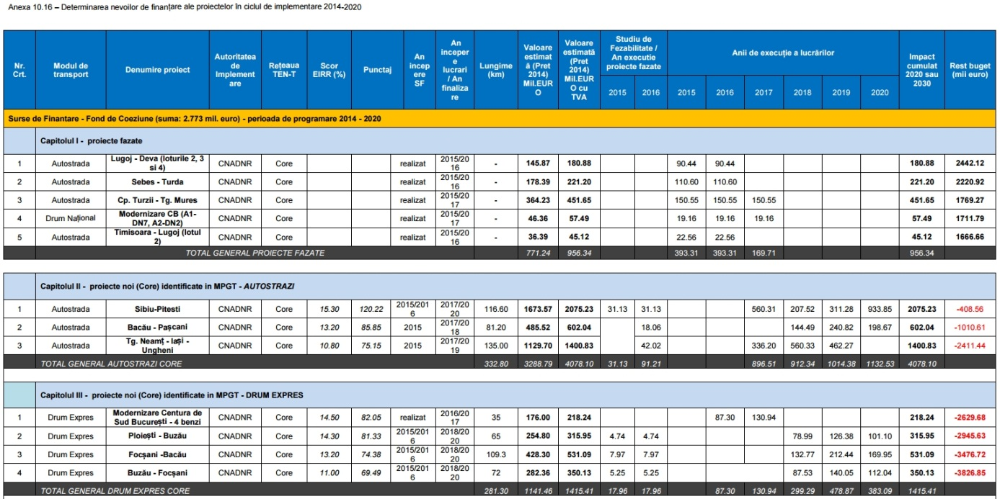 Anexa 10.16 – Determinarea nevoilor de finanțare ale proiectelor în ciclul de implementare 2014-2020
Nr. Crt. Modul de transport Denumire proiect Autoritatea de Implementare Rețeaua TEN-T Scor EIRR (%) Punctaj An incepere SF An incepere lucrari / An finalizare Lungime (km) Valoare estimată (Pret 2014) Mil.EURO Valoare estimată (Pret 2014) Mil.EURO cu TVA Studiu de Fezabilitate / An executie proiecte fazate Anii de execuție a lucrărilor Impact cumulat 2020 sau 2030 Rest buget (mii euro)
2015 2016 2015 2016 2017 2018 2019 2020
Surse de Finantare - Fond de Coeziune (suma: 2.773 mil. euro) - perioada de programare 2014 - 2020
Capitolul I - proiecte fazate
1 Autostrada Lugoj - Deva (loturile 2, 3 si 4) CNADNR Core realizat 2015/2016 - 145.87 180.88 90.44 90.44 180.88 2442.12
2 Autostrada Sebes - Turda CNADNR Core realizat 2015/2016 - 178.39 221.20 110.60 110.60 221.20 2220.92
3 Autostrada Cp. Turzii - Tg. Mures CNADNR Core realizat 2015/2017 - 364.23 451.65 150.55 150.55 150.55 451.65 1769.27
4 Drum Național Modernizare CB (A1-DN7, A2-DN2) CNADNR Core realizat 2015/2017 - 46.36 57.49 19.16 19.16 19.16 57.49 1711.79
5 Autostrada Timisoara - Lugoj (lotul 2) CNADNR Core realizat 2015/2016 - 36.39 45.12 22.56 22.56 45.12 1666.66
TOTAL GENERAL PROIECTE FAZATE 771.24 956.34 393.31 393.31 169.71 956.34
Capitolul II - proiecte noi (Core) identificate in MPGT - AUTOSTRAZI
1 Autostrada Sibiu-Pitesti CNADNR Core 15.30 120.22 2015/2016 2017/2020 116.60 1673.57 2075.23 31.13 31.13 560.31 207.52 311.28 933.85 2075.23 -408.56
2 Autostrada Bacău - Pașcani CNADNR Core 13.20 85.85 2015 2017/2018 81.20 485.52 602.04 18.06 144.49 240.82 198.67 602.04 -1010.61
3 Autostrada Tg. Neamț - Iași - Ungheni CNADNR Core 10.80 75.15 2015 2017/2019 135.00 1129.70 1400.83 42.02 336.20 560.33 462.27 1400.83 -2411.44
TOTAL GENERAL AUTOSTRAZI CORE 332.80 3288.79 4078.10 31.13 91.21 896.51 912.34 1014.38 1132.53 4078.10
Capitolul III - proiecte noi (Core) identificate in MPGT - DRUM EXPRES
1 Drum Expres Modernizare Centura de Sud București - 4 benzi CNADNR Core 14.50 82.05 realizat 2016/2017 35 176.00 218.24 87.30 130.94 218.24 -2629.68
2 Drum Expres Ploiești - Buzău CNADNR Core 14.30 81.33 2015/2016 2018/2020 65 254.80 315.95 4.74 4.74 78.99 126.38 101.10 315.95 -2945.63
3 Drum Expres Focșani -Bacău CNADNR Core 13.20 74.38 2015/2016 2018/2020 109.3 428.30 531.09 7.97 7.97 132.77 212.44 169.95 531.09 -3476.72
4 Drum Expres Buzău - Focșani CNADNR Core 11.00 69.49 2015/2016 2018/2020 72 282.36 350.13 5.25 5.25 87.53 140.05 112.04 350.13 -3826.85
TOTAL GENERAL DRUM EXPRES CORE 281.30 1141.46 1415.41 17.96 17.96 87.30 130.94 299.29 478.87 383.09 1415.41